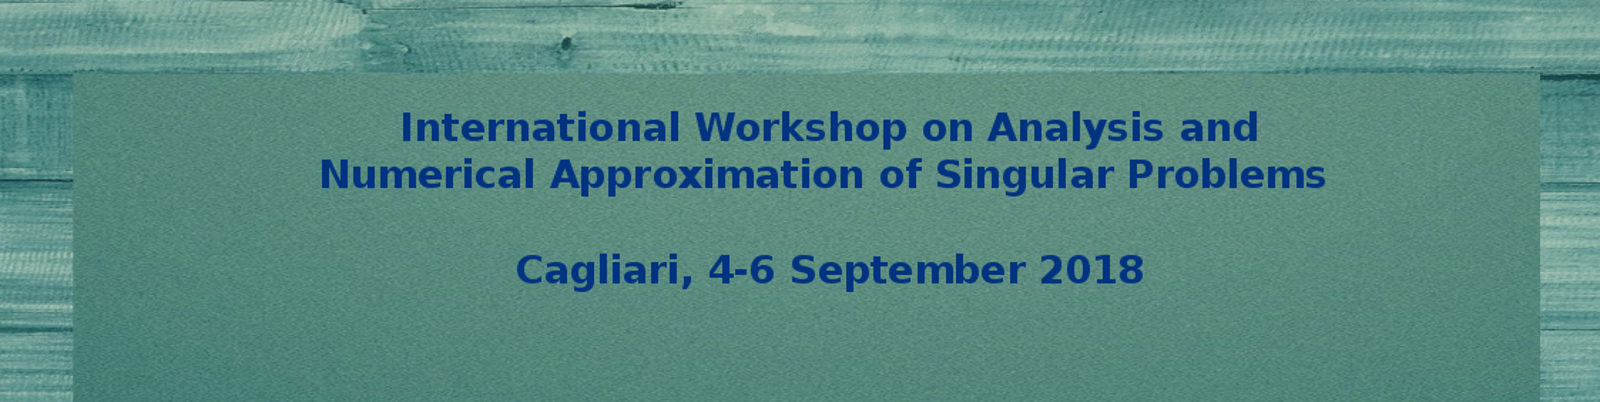 International Workshop on Analysis and
Numerical Approximation of Singular Problems
Cagliari, 4-6 September 2018